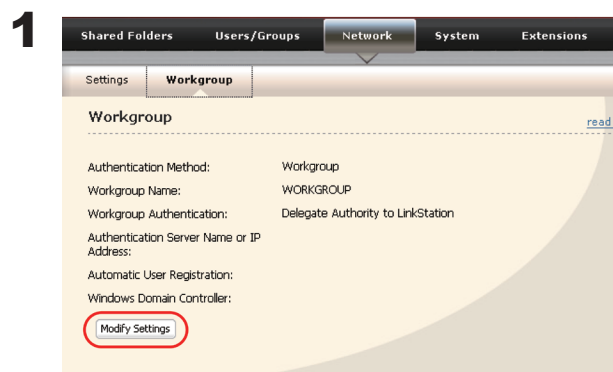 1
Shared Folders Users/Groups Network System Extensions
Settings Workgroup
Workgroup
read
Authentication Method: Workgroup
Workgroup Name: WORKGROUP
Workgroup Authentication: Delegate Authority to LinkStation
Authentication Server Name or IP
Address:
Automatic User Registration:
Windows Domain Controller:
Modify Settings